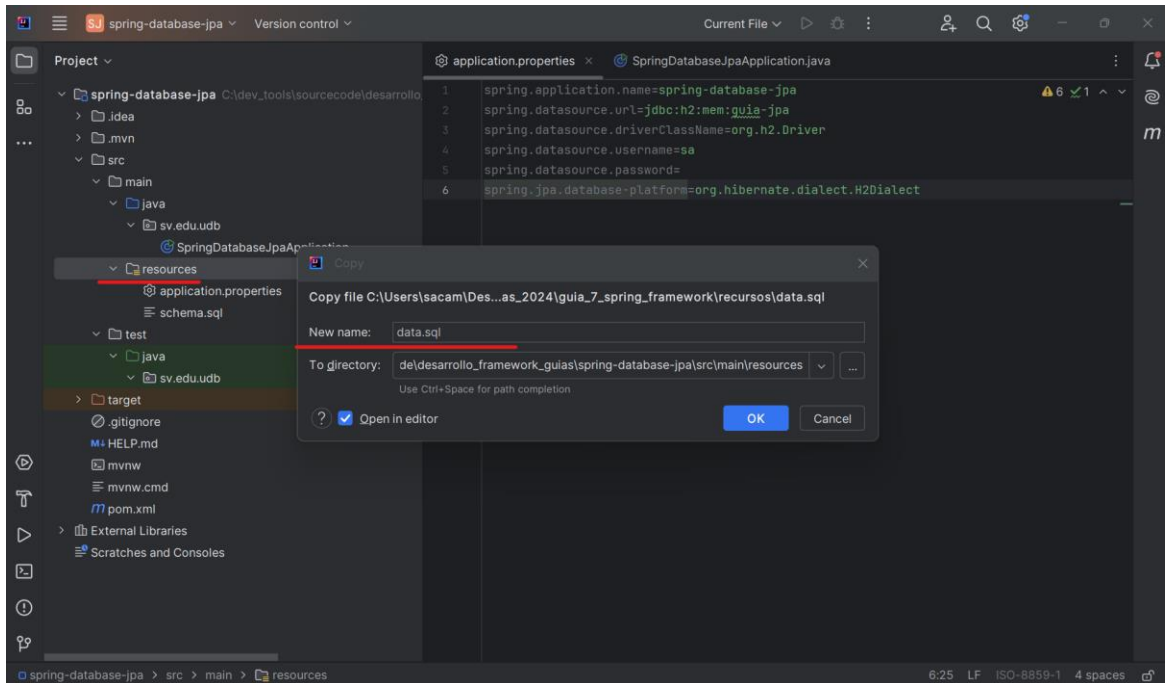 SJ spring-database-jpa Version control Current File
Project
application.properties SpringDatabaseJpaApplication.java
spring-database-jpa C:\dev_tools\sourcecode\desarrollo
.idea
.mvn
src
main
java
sv.edu.udb
SpringDatabaseJpaApplication
resources
application.properties
schema.sql
test
java
sv.edu.udb
target
.gitignore
M↓ HELP.md
mvnw
mvnw.cmd
m pom.xml
External Libraries
Scratches and Consoles
1 spring.application.name=spring-database-jpa
2 spring.datasource.url=jdbc:h2:mem:guia-jpa
3 spring.datasource.driverClassName=org.h2.Driver
4 spring.datasource.username=sa
5 spring.datasource.password=
6 spring.jpa.database-platform=org.hibernate.dialect.H2Dialect
6 1
m
Copy
Copy file C:\Users\sacam\Des...as_2024\guia_7_spring_framework\recursos\data.sql
New name: data.sql
To directory: de\desarrollo_framework_guias\spring-database-jpa\src\main\resources ...
Use Ctrl+Space for path completion
? Open in editor OK Cancel
spring-database-jpa > src > main > resources 6:25 LF ISO-8859-1 4 spaces